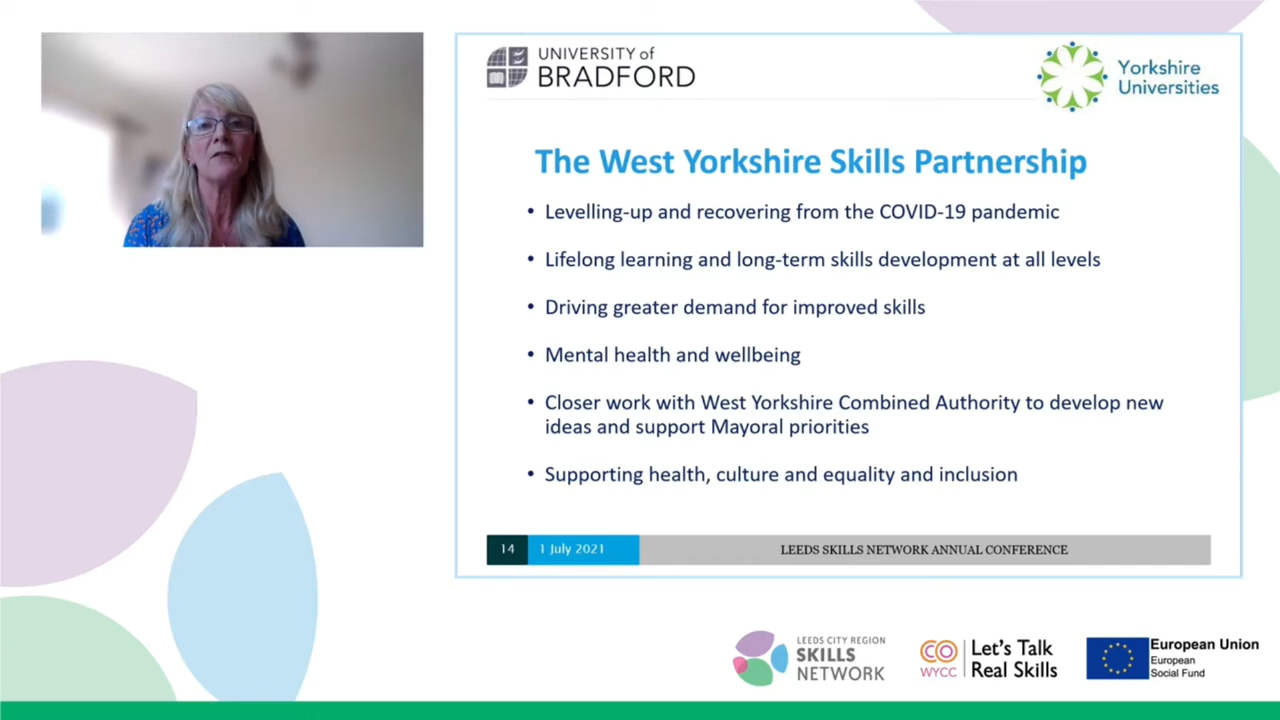 UNIVERSITY of
BRADFORD
Yorkshire
Universities
The West Yorkshire Skills Partnership
• Levelling-up and recovering from the COVID-19 pandemic
• Lifelong learning and long-term skills development at all levels
• Driving greater demand for improved skills
• Mental health and wellbeing
• Closer work with West Yorkshire Combined Authority to develop new
ideas and support Mayoral priorities
• Supporting health, culture and equality and inclusion
14
1 July 2021
LEEDS SKILLS NETWORK ANNUAL CONFERENCE
LEEDS CITY REGION
SKILLS
NETWORK
CO
WYCC
Let's Talk
Real Skills
European Union
European
Social Fund